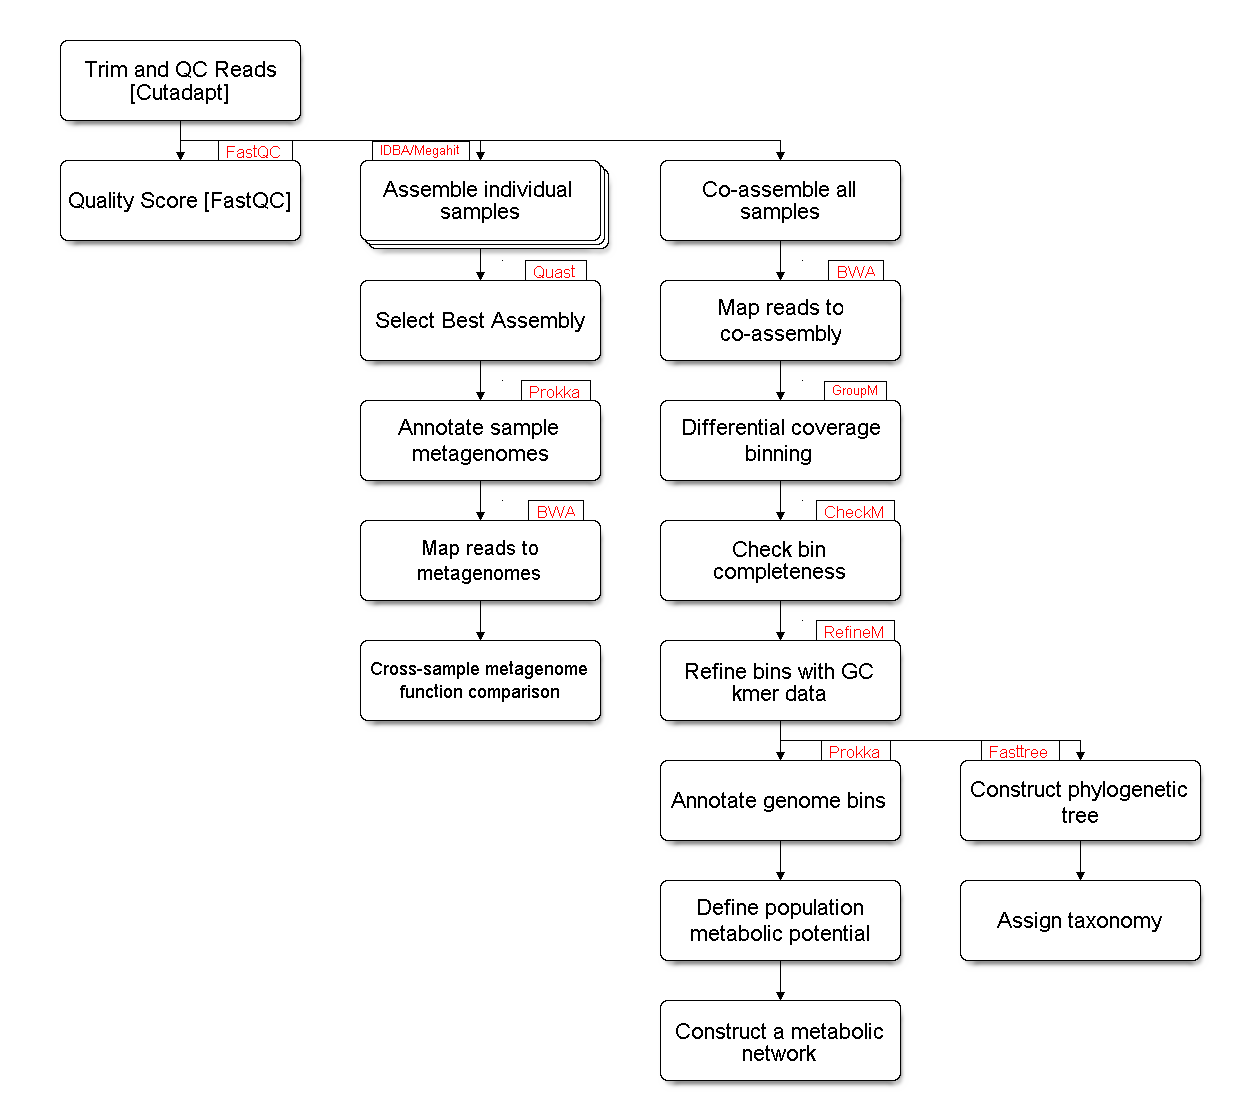 Trim and QC Reads
[Cutadapt]
FastQC
Quality Score [FastQC]
IDBA/Megahit
Assemble individual
samples
Co-assemble all
samples
Quast
Select Best Assembly
BWA
Map reads to
co-assembly
Prokka
Annotate sample
metagenomes
GroupM
Differential coverage
binning
BWA
Map reads to
metagenomes
CheckM
Check bin
completeness
Cross-sample metagenome
function comparison
RefineM
Refine bins with GC
kmer data
Prokka
Annotate genome bins
Fasttree
Construct phylogenetic
tree
Define population
metabolic potential
Assign taxonomy
Construct a metabolic
network